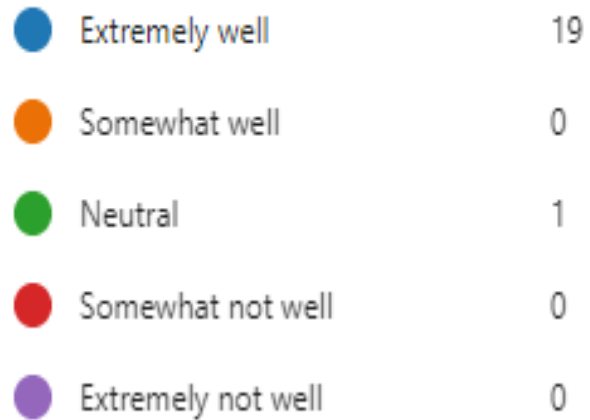 Extremely well 19
Somewhat well 0
Neutral 1
Somewhat not well 0
Extremely not well 0